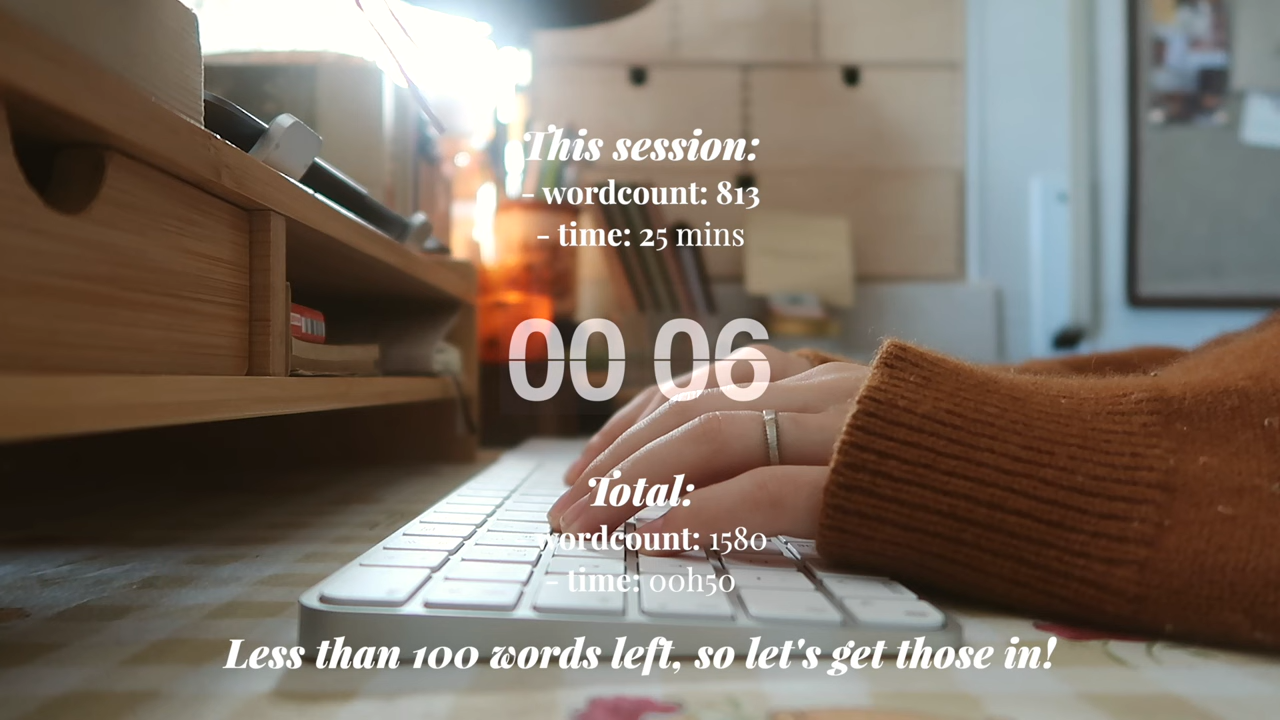 This session:
- wordcount: 813
- time: 25 mins
00 06
Total:
- wordcount: 1580
- time: 00h50
Less than 100 words left, so let's get those in!